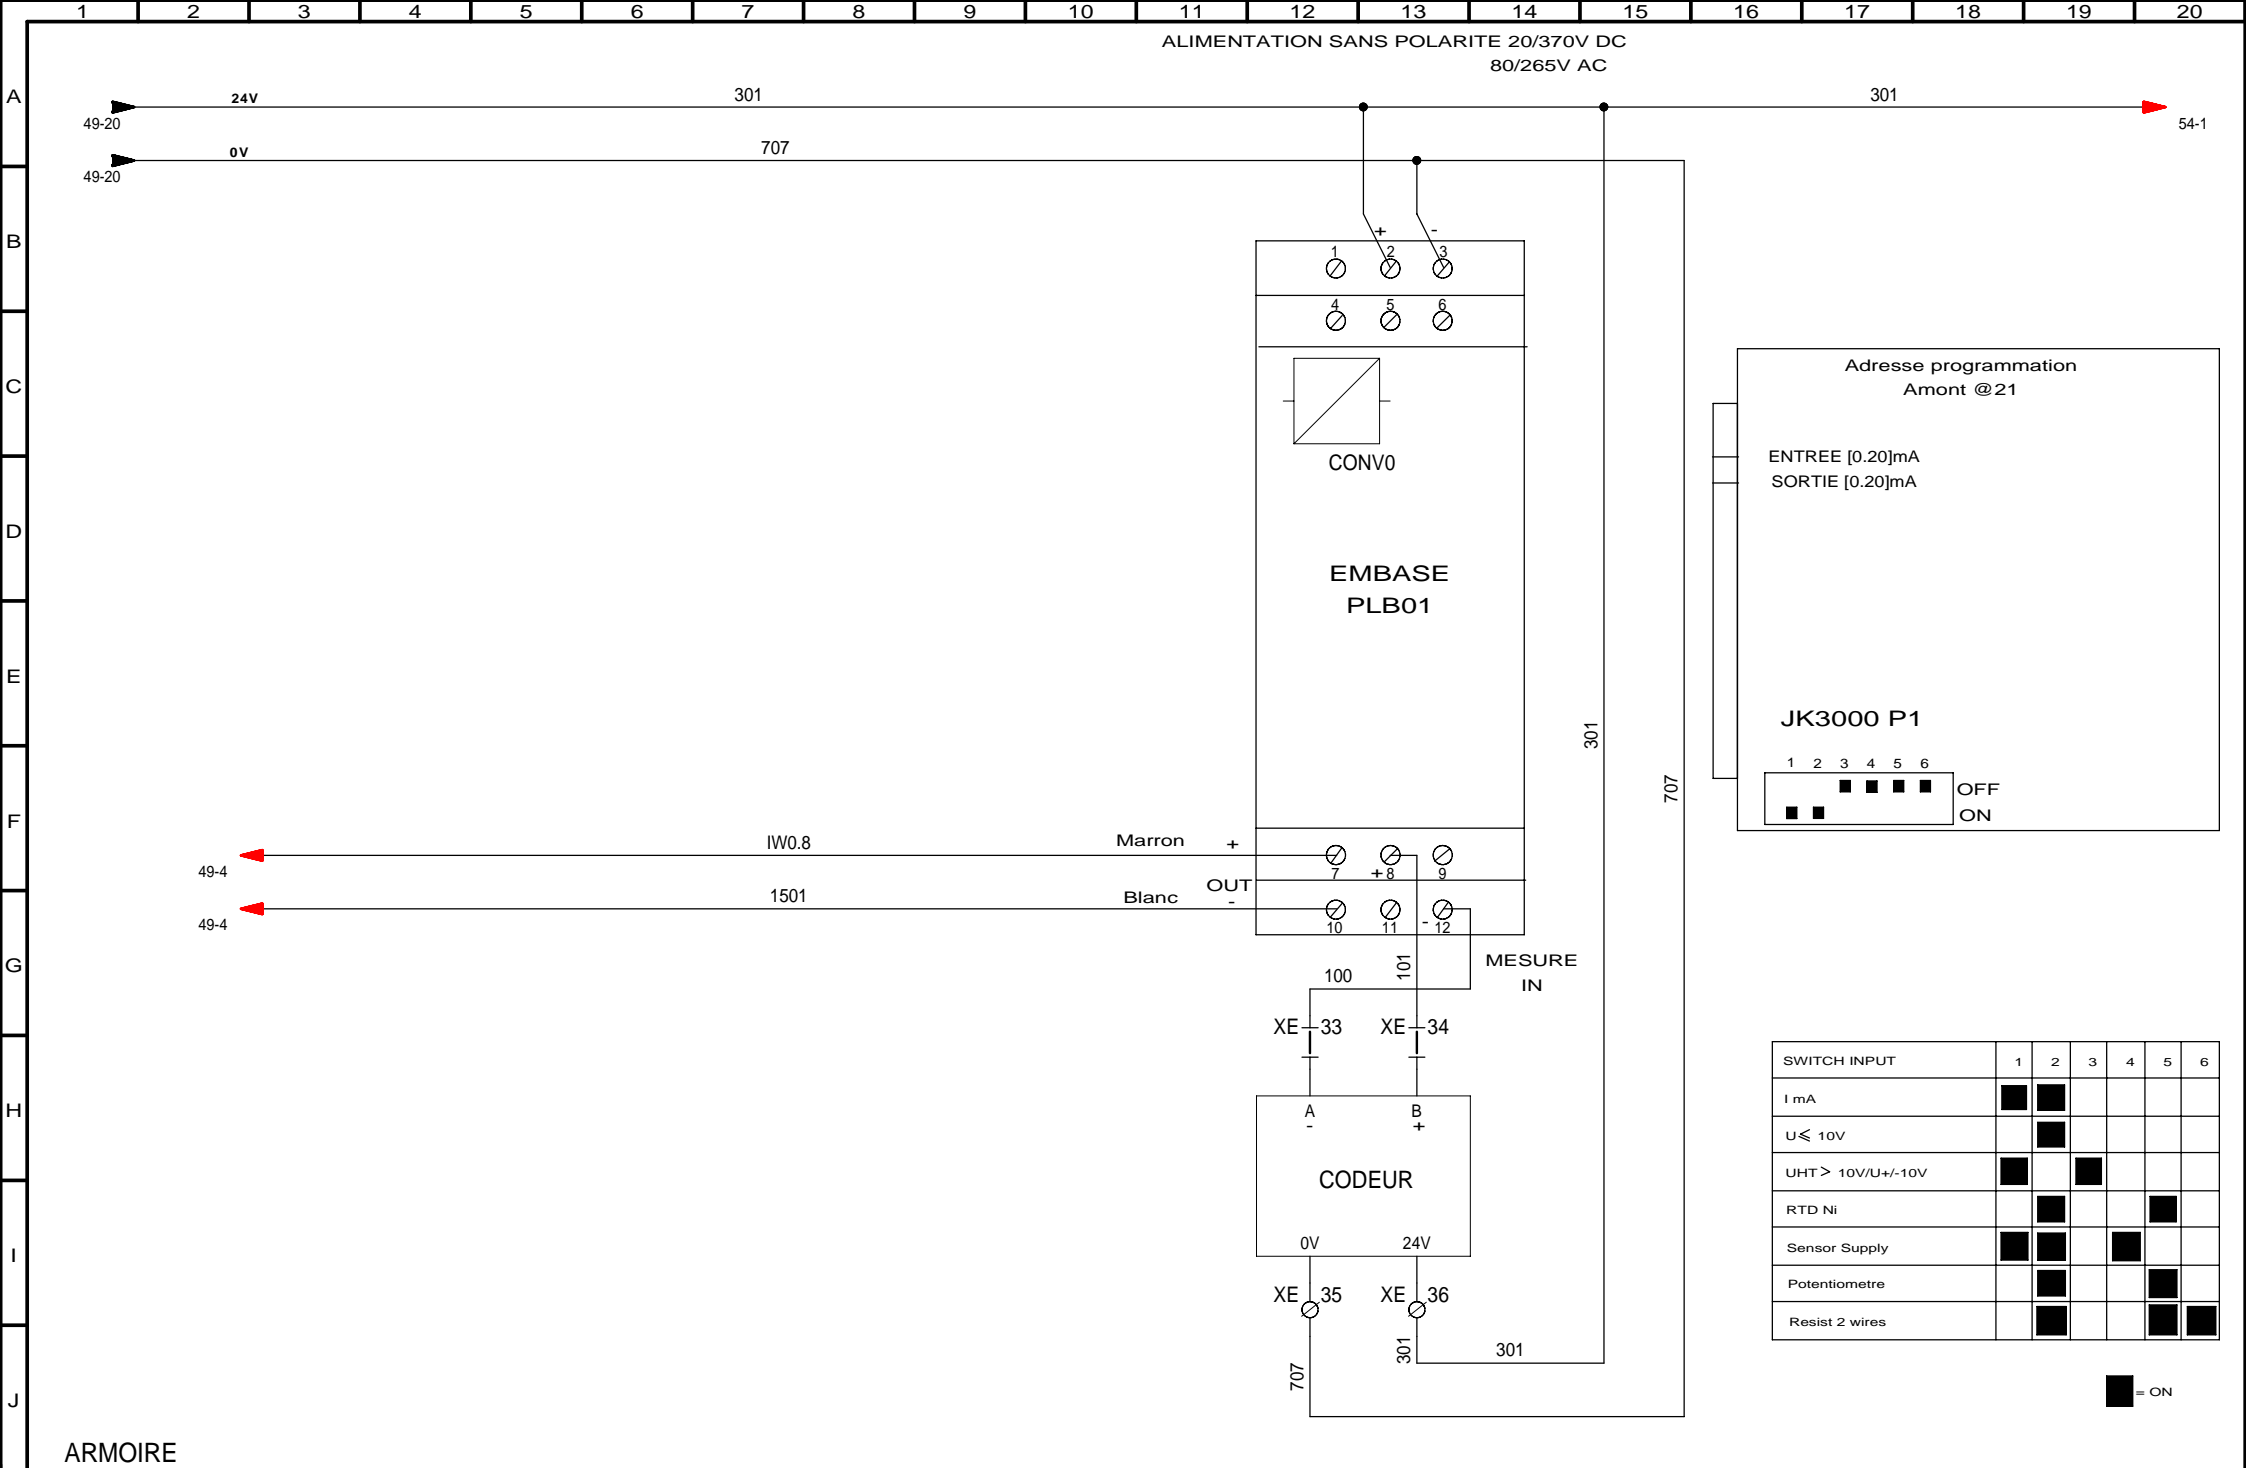 1 2 3 4 5 6 7 8 9 10 11 12 13 14 15 16 17 18 19 20
ALIMENTATION SANS POLARITE 20/370V DC
80/265V AC
A
24V 301 301
49-20 54-1
0V 707
49-20
B
+ -
1 2 3
4 5 6
C
Adresse programmation
Amont @21
CONV0
ENTREE [0.20]mA
SORTIE [0.20]mA
D
EMBASE
PLB01
E
JK3000 P1
301
707
1 2 3 4 5 6
OFF
ON
F
IW0.8 Marron +
49-4
7 +8 9
1501 Blanc OUT -
49-4
10 11 - 12
G
MESURE
IN
100 101
XE 33 XE 34
H
A B
- +
CODEUR
I
0V 24V
XE 35 XE 36
301 301
707
J
SWITCH INPUT 1 2 3 4 5 6
I mA
U⩽ 10V
UHT> 10V/U+/-10V
RTD Ni
Sensor Supply
Potentiometre
Resist 2 wires
= ON
ARMOIRE